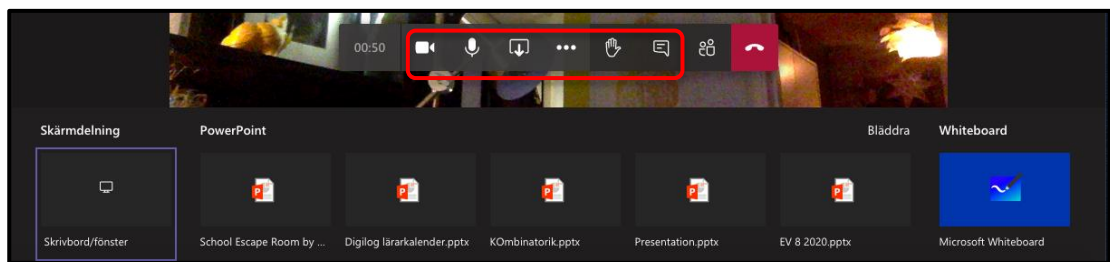 00:50
Skärmdelning PowerPoint Bläddra Whiteboard
Skrivbord/fönster School Escape Room by ... Digilog lärarkalender.pptx KOmbinatorik.pptx Presentation.pptx EV 8 2020.pptx Microsoft Whiteboard